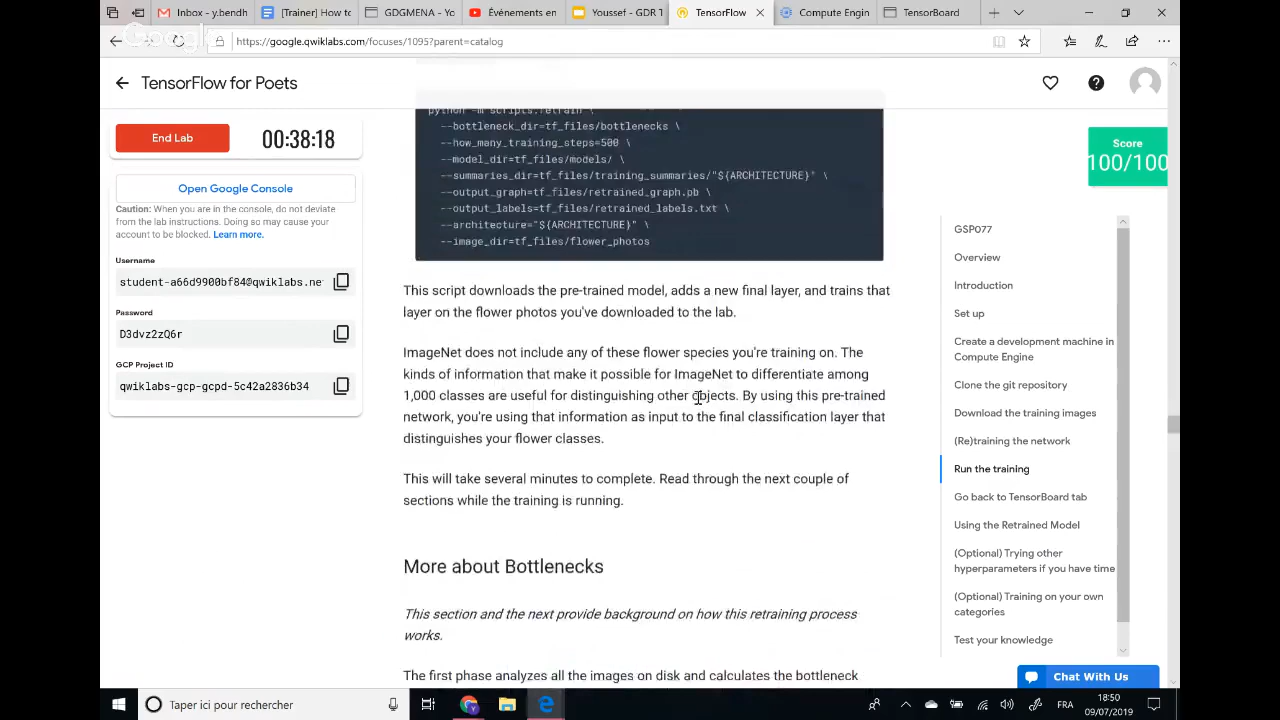 Inbox - y.bendh
[Trainer] How to
GDGMENA - Yo
Événements en
Youssef - GDR T
TensorFlow
Compute Engin
TensorBoard
https://google.qwiklabs.com/focuses/1095?parent=catalog
TensorFlow for Poets
End Lab
00:38:18
Open Google Console
Caution: When you are in the console, do not deviate
from the lab instructions. Doing so may cause your
account to be blocked. Learn more.
Username
student-a66d9900bf84@qwiklabs.ne
Password
D3dvz2zQ6r
GCP Project ID
qwiklabs-gcp-gcpd-5c42a2836b34
python -m scripts.retrain \
--bottleneck_dir=tf_files/bottlenecks \
--how_many_training_steps=500 \
--model_dir=tf_files/models/ \
--summaries_dir=tf_files/training_summaries/"${ARCHITECTURE}" \
--output_graph=tf_files/retrained_graph.pb \
--output_labels=tf_files/retrained_labels.txt \
--architecture="${ARCHITECTURE}" \
--image_dir=tf_files/flower_photos
This script downloads the pre-trained model, adds a new final layer, and trains that
layer on the flower photos you've downloaded to the lab.
ImageNet does not include any of these flower species you're training on. The
kinds of information that make it possible for ImageNet to differentiate among
1,000 classes are useful for distinguishing other objects. By using this pre-trained
network, you're using that information as input to the final classification layer that
distinguishes your flower classes.
This will take several minutes to complete. Read through the next couple of
sections while the training is running.
More about Bottlenecks
This section and the next provide background on how this retraining process
works.
The first phase analyzes all the images on disk and calculates the bottleneck
Score
100/100
GSP077
Overview
Introduction
Set up
Create a development machine in
Compute Engine
Clone the git repository
Download the training images
(Re)training the network
Run the training
Go back to TensorBoard tab
Using the Retrained Model
(Optional) Trying other
hyperparameters if you have time
(Optional) Training on your own
categories
Test your knowledge
Chat With Us
Taper ici pour rechercher
FRA
18:50
09/07/2019